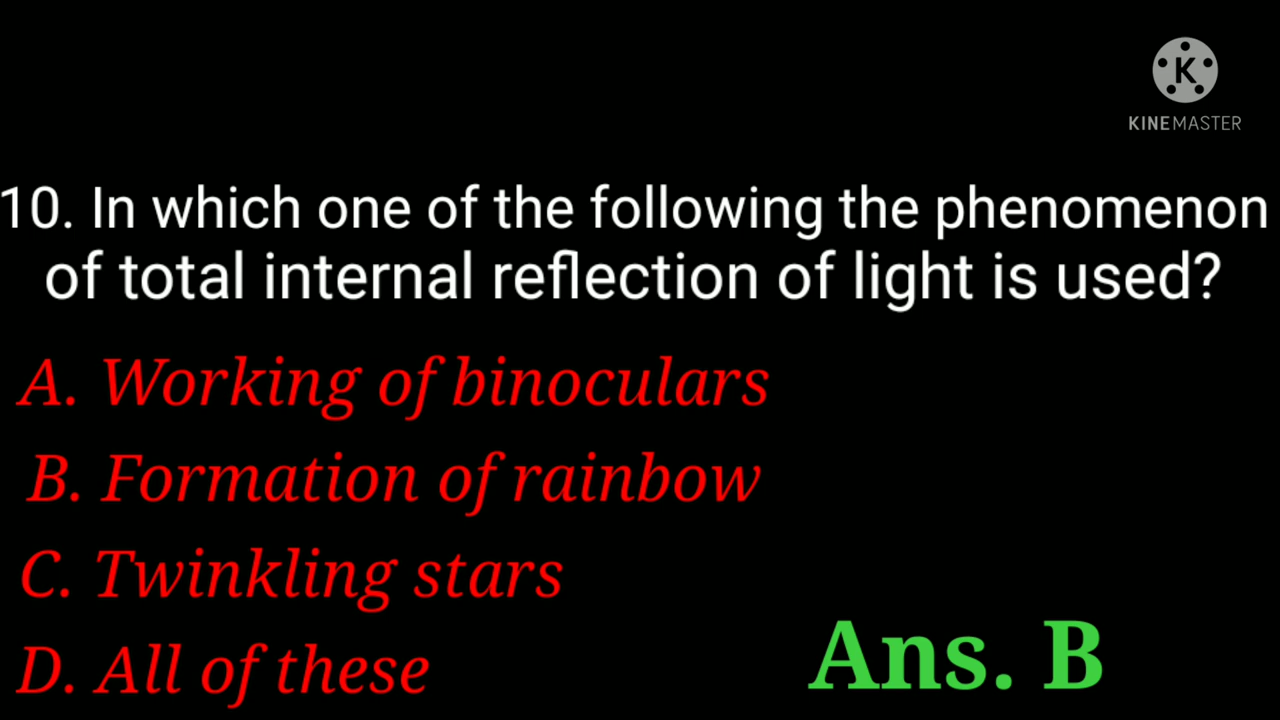 K
KINEMASTER
10. In which one of the following the phenomenon
of total internal reflection of light is used?
A. Working of binoculars
B. Formation of rainbow
C. Twinkling stars
D. All of these
Ans. B